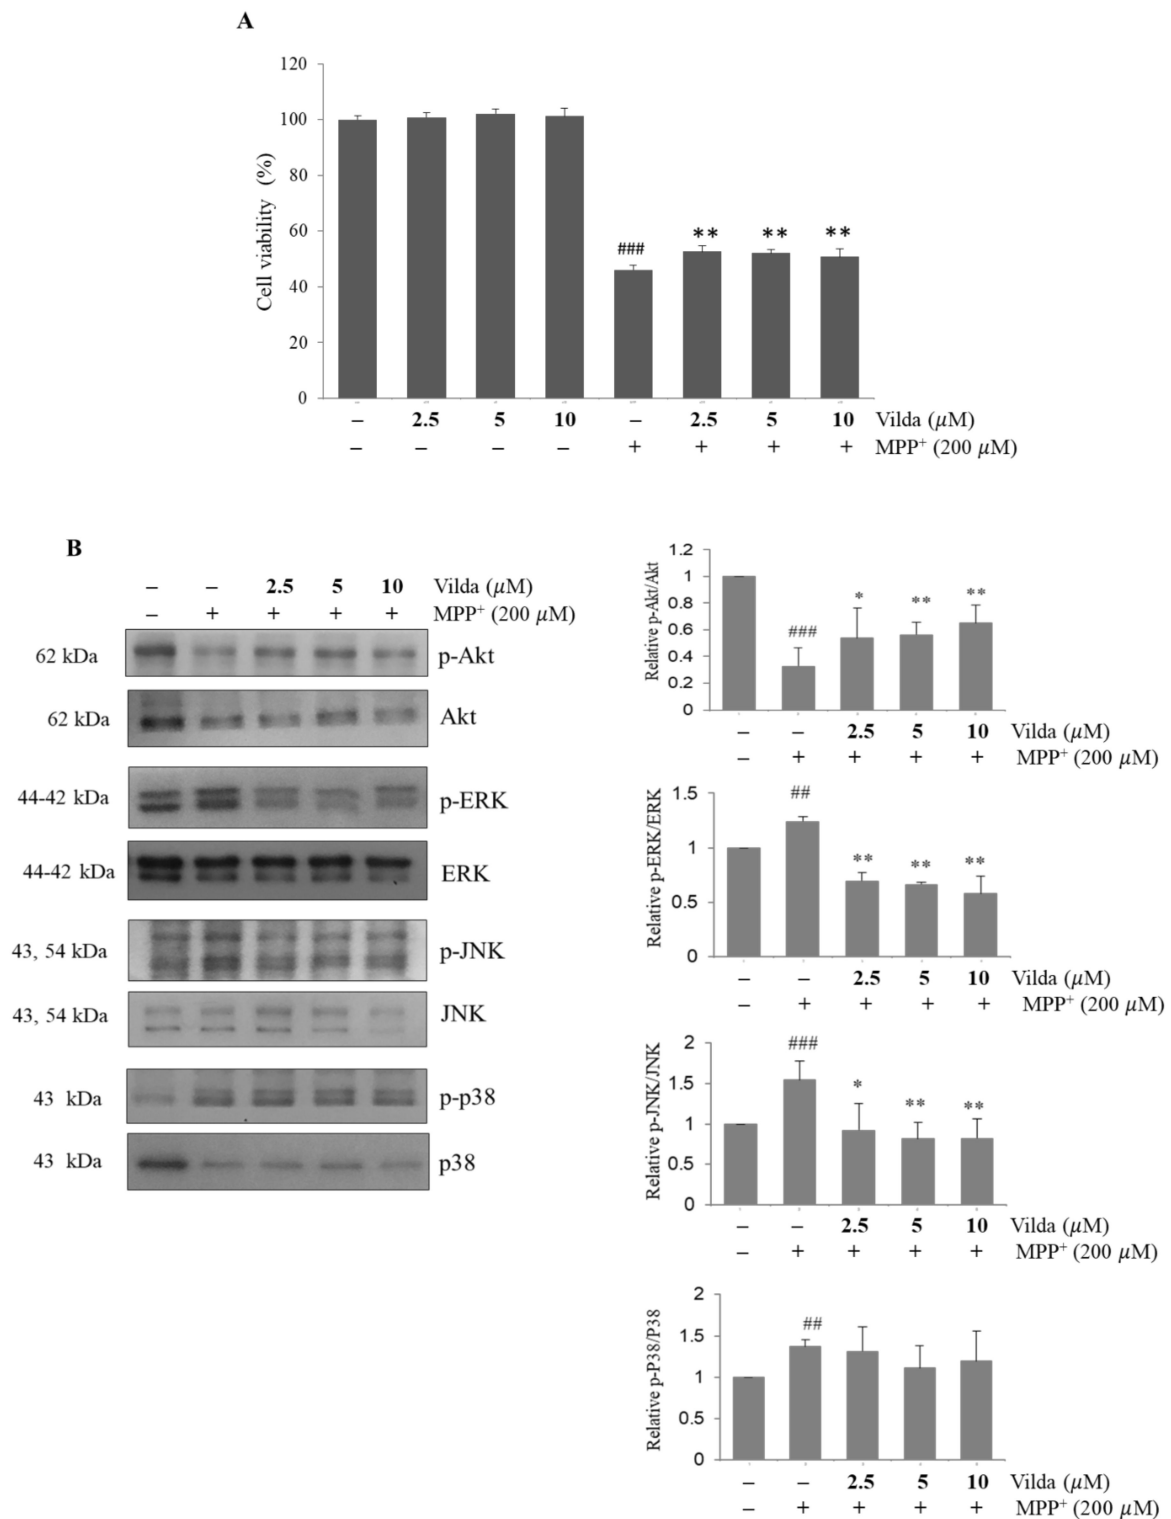 A
120
100
80
60
40
20
0
Cell viability (%)
###
**
**
**
– 2.5 5 10 – 2.5 5 10 Vilda (μM)
– – – – + + + + MPP+ (200 μM)
B
– – 2.5 5 10 Vilda (μM)
– + + + + MPP+ (200 μM)
62 kDa p-Akt
62 kDa Akt
44-42 kDa p-ERK
44-42 kDa ERK
43, 54 kDa p-JNK
43, 54 kDa JNK
43 kDa p-p38
43 kDa p38
Relative p-Akt/Akt
1.2
1
0.8
0.6
0.4
0.2
0
### * ** **
– – 2.5 5 10 Vilda (μM)
– + + + + MPP+ (200 μM)
Relative p-ERK/ERK
1.5
1
0.5
0
## ** ** **
– – 2.5 5 10 Vilda (μM)
– + + + + MPP+ (200 μM)
Relative p-JNK/JNK
2
1.5
1
0.5
0
### * ** **
– – 2.5 5 10 Vilda (μM)
– + + + + MPP+ (200 μM)
Relative p-P38/P38
2
1.5
1
0.5
0
##
– – 2.5 5 10 Vilda (μM)
– + + + + MPP+ (200 μM)